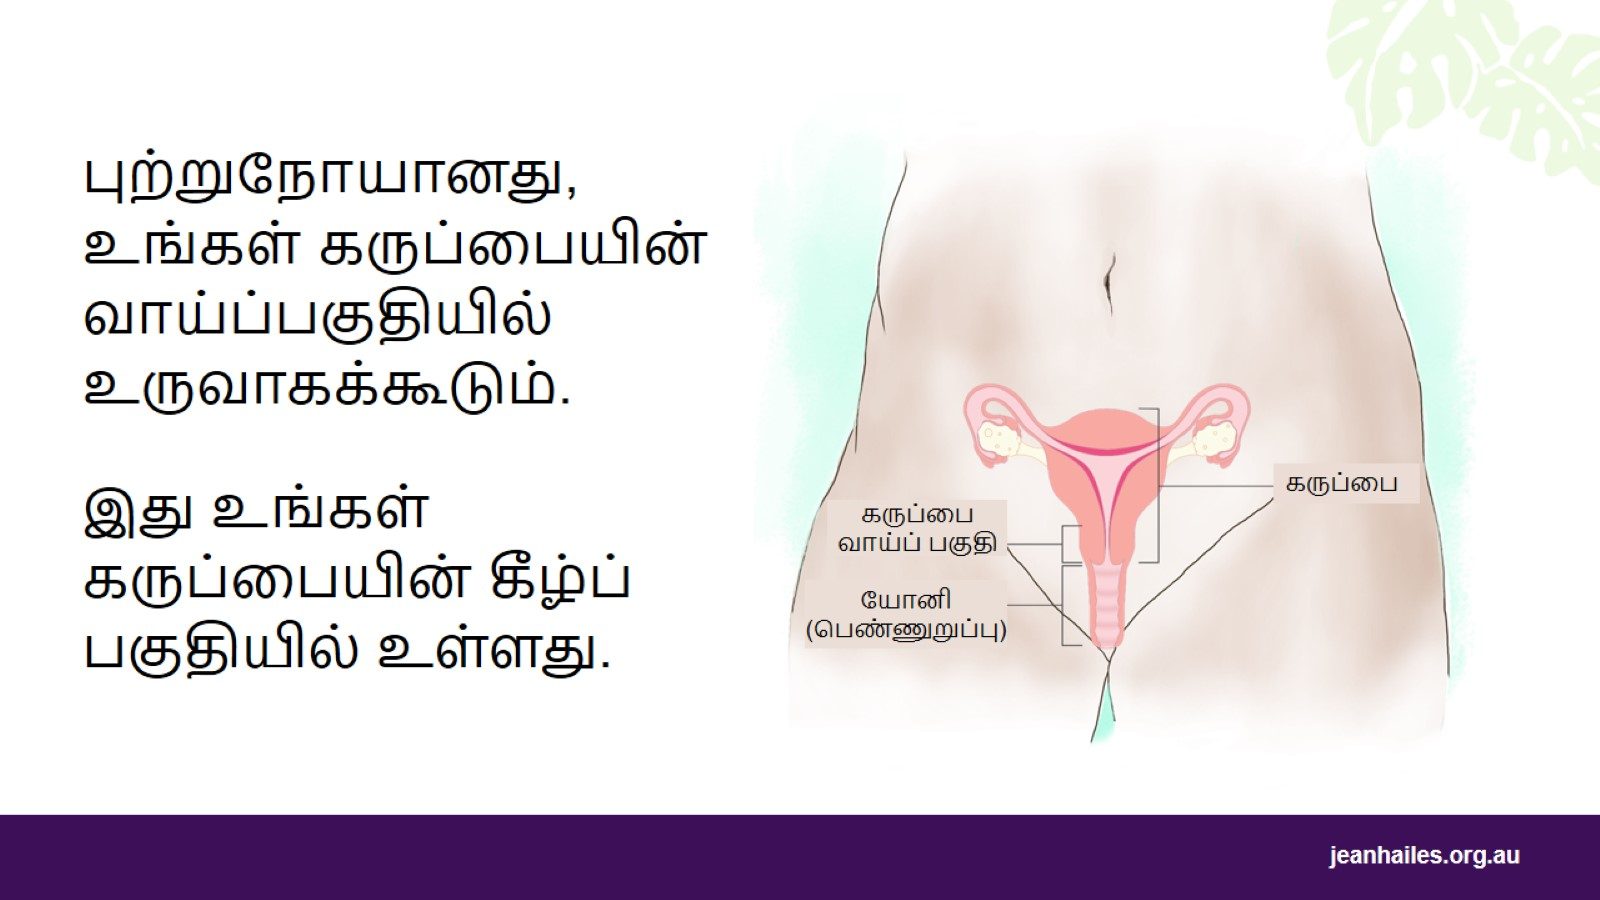 புற்றுநோயானது,
உங்கள் கருப்பையின்
வாய்ப்பகுதியில்
உருவாகக்கூடும்.
இது உங்கள்
கருப்பையின் கீழ்ப்
பகுதியில் உள்ளது.
கருப்பை
கருப்பை
வாய்ப் பகுதி
யோனி
(பெண்ணுறுப்பு)
jeanhailes.org.au